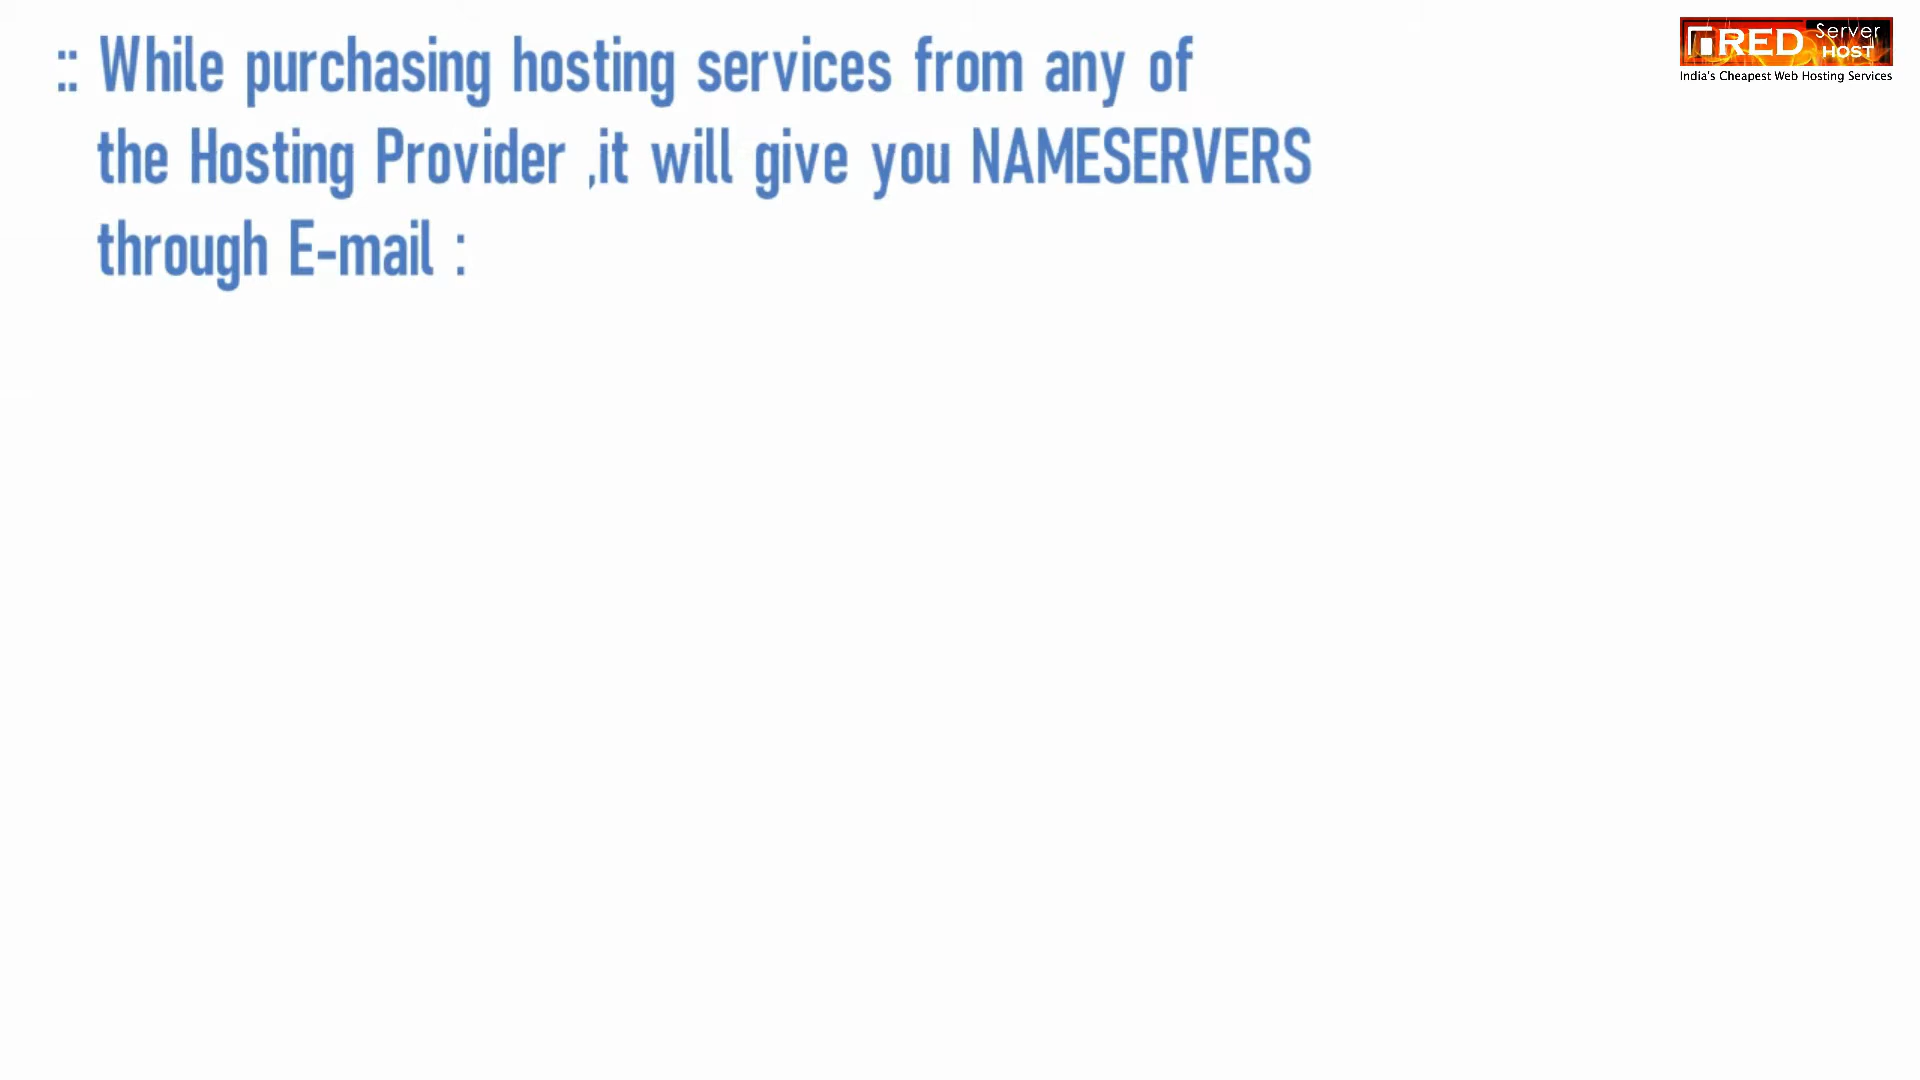 :: While purchasing hosting services from any of
the Hosting Provider ,it will give you NAMESERVERS
through E-mail :
RED Server HOST
India's Cheapest Web Hosting Services